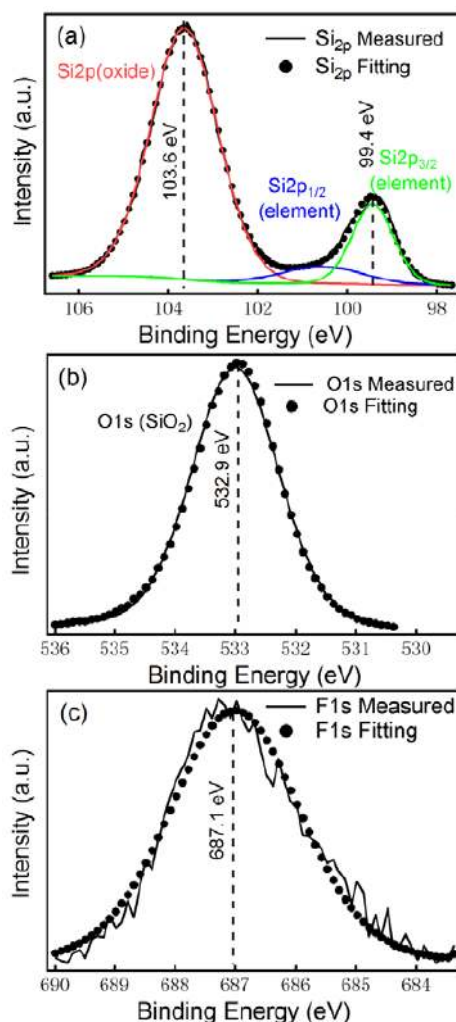 (a)
Si2p Measured
Si2p Fitting
Si2p(oxide)
103.6 eV
99.4 eV
Si2p3/2
(element)
Si2p1/2
(element)
Intensity (a.u.)
106 104 102 100 98
Binding Energy (eV)
(b)
O1s Measured
O1s Fitting
O1s (SiO2)
532.9 eV
Intensity (a.u.)
536 535 534 533 532 531 530
Binding Energy (eV)
(c)
F1s Measured
F1s Fitting
687.1 eV
Intensity (a.u.)
690 689 688 687 686 685 684
Binding Energy (eV)